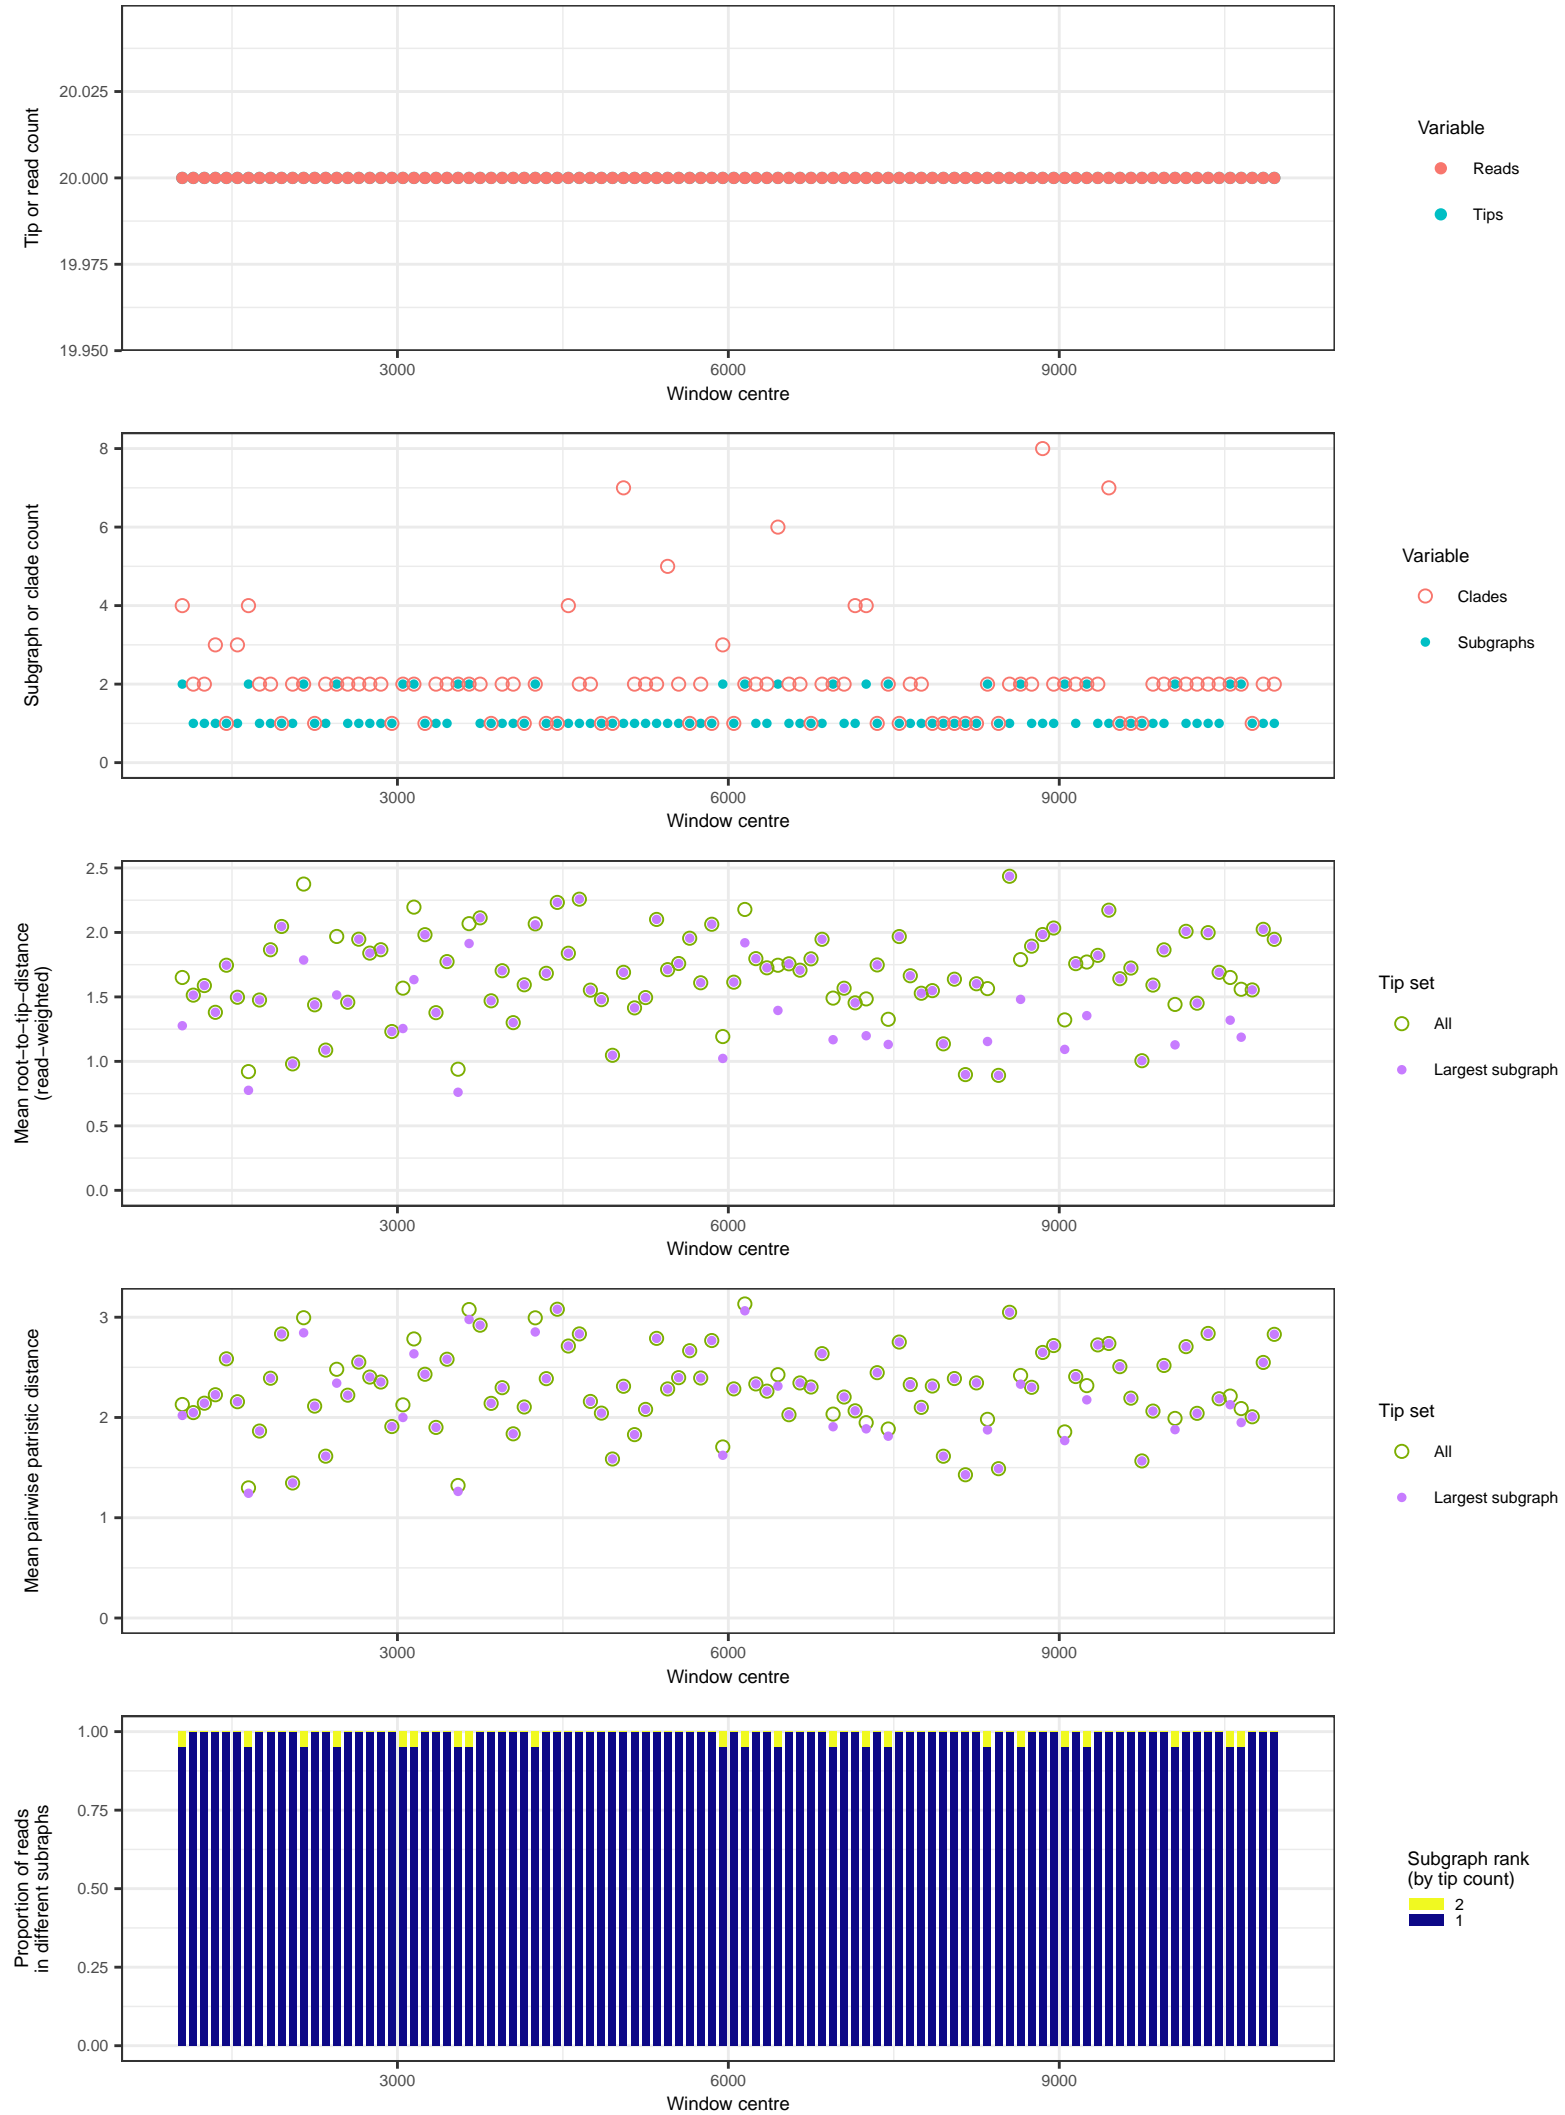 20.025
20.000
19.975
19.950
Tip or read count
3000 6000 9000
Window centre
Variable
Reads
Tips
8
6
4
2
0
Subgraph or clade count
3000 6000 9000
Window centre
Variable
Clades
Subgraphs
2.5
2.0
1.5
1.0
0.5
0.0
Mean root−to−tip−distance
(read−weighted)
3000 6000 9000
Window centre
Tip set
All
Largest subgraph
3
2
1
0
Mean pairwise patristic distance
3000 6000 9000
Window centre
Tip set
All
Largest subgraph
1.00
0.75
0.50
0.25
0.00
Proportion of reads
in different subraphs
3000 6000 9000
Window centre
Subgraph rank
(by tip count)
2
1